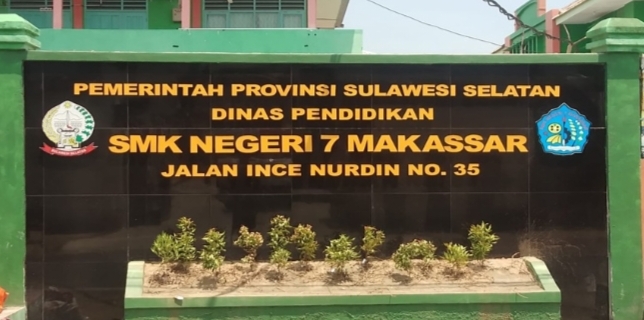 PEMERINTAH PROVINSI SULAWESI SELATAN
DINAS PENDIDIKAN
SMK NEGERI 7 MAKASSAR
JALAN INCE NURDIN NO. 35